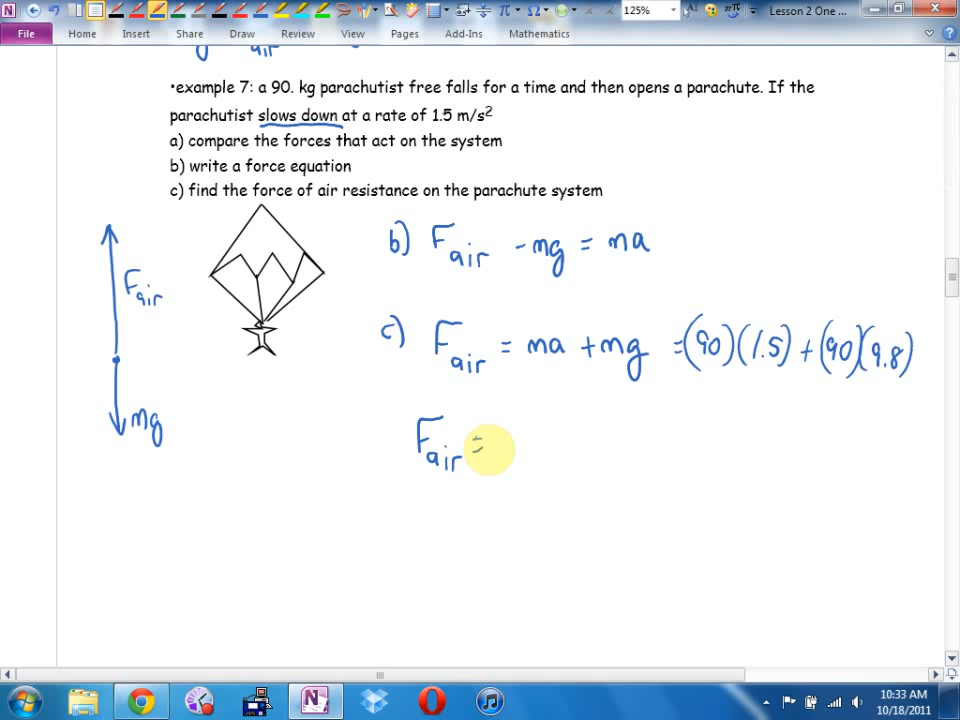 125%
Lesson 2 One ...
File Home Insert Share Draw Review View Pages Add-Ins Mathematics
air
•example 7: a 90. kg parachutist free falls for a time and then opens a parachute. If the
parachutist slows down at a rate of 1.5 m/s²
a) compare the forces that act on the system
b) write a force equation
c) find the force of air resistance on the parachute system
b) Fair - mg = ma
Fair
c) Fair = ma + mg = (90)(1.5) + (90)(9.8)
mg
Fair =
10:33 AM
10/18/2011